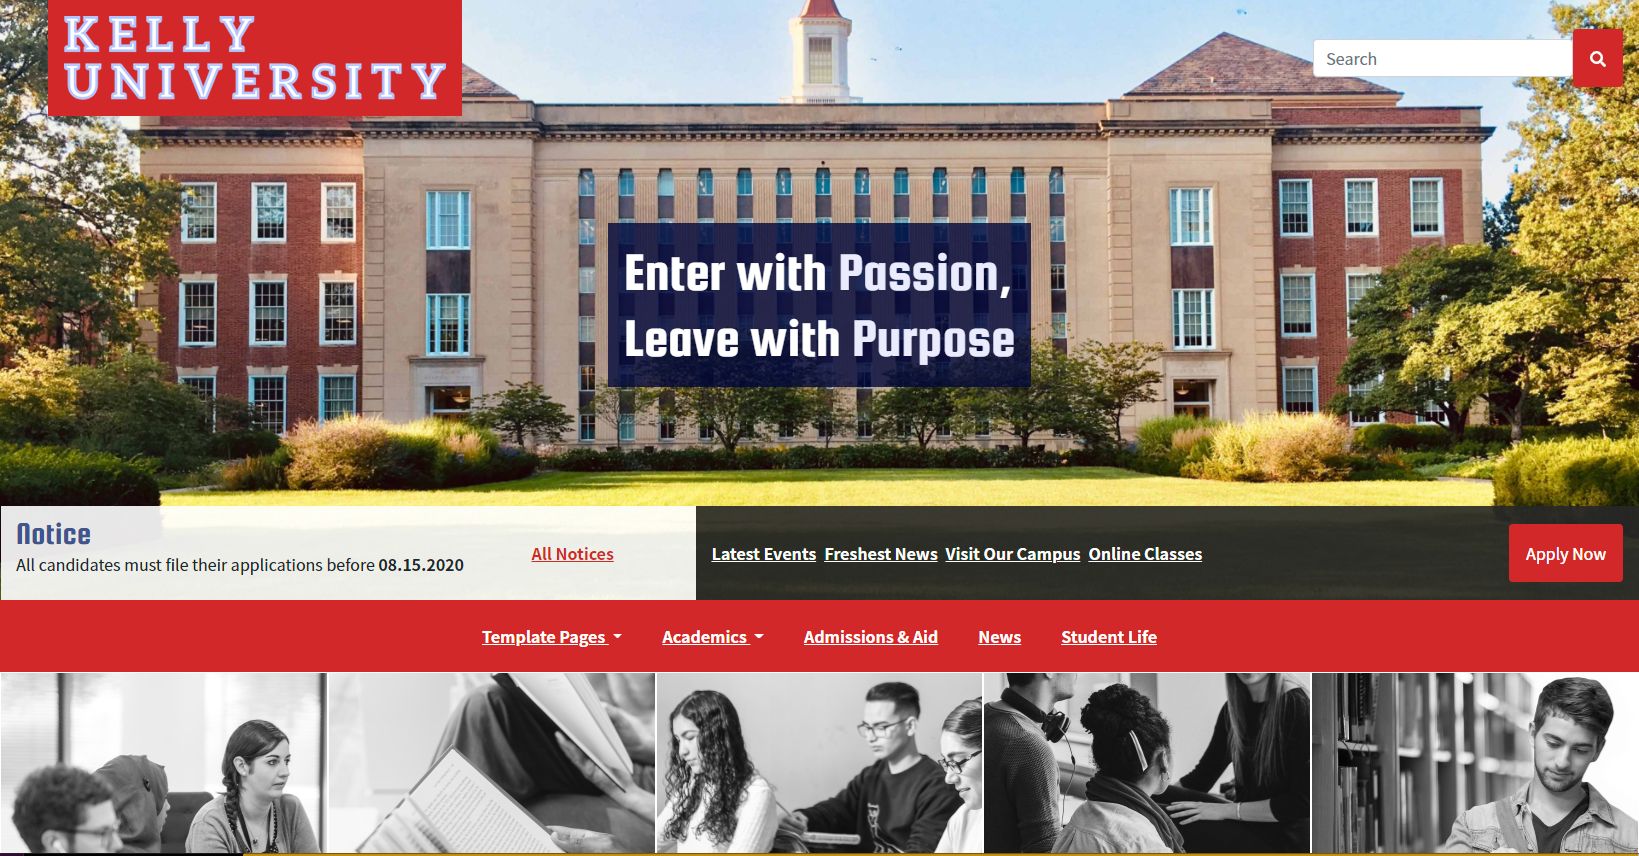 KELLY
UNIVERSITY
Search
Enter with Passion,
Leave with Purpose
Notice
All candidates must file their applications before 08.15.2020
All Notices
Latest Events Freshest News Visit Our Campus Online Classes
Apply Now
Template Pages Academics Admissions & Aid News Student Life